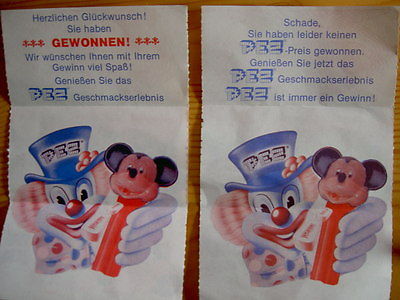 Herzlichen Glückwunsch!
Sie haben
*** GEWONNEN! ***
Wir wünschen Ihnen mit Ihrem
Gewinn viel Spaß!
Genießen Sie das
PEZ Geschmackserlebnis
PEZ
Schade,
Sie haben leider keinen
PEZ-Preis gewonnen.
Genießen Sie jetzt das
PEZ Geschmackserlebnis
PEZ ist immer ein Gewinn!
PEZ